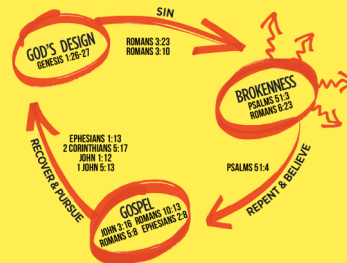 SIN
GOD'S DESIGN
GENESIS 1:26-27
ROMANS 3:23
ROMANS 3:10
BROKENNESS
PSALMS 51:3
ROMANS 6:23
REPENT & BELIEVE
PSALMS 51:4
GOSPEL
JOHN 3:16 ROMANS 10:13
ROMANS 5:8 EPHESIANS 2:8
RECOVER & PURSUE
EPHESIANS 1:13
2 CORINTHIANS 5:17
JOHN 1:12
1 JOHN 5:13